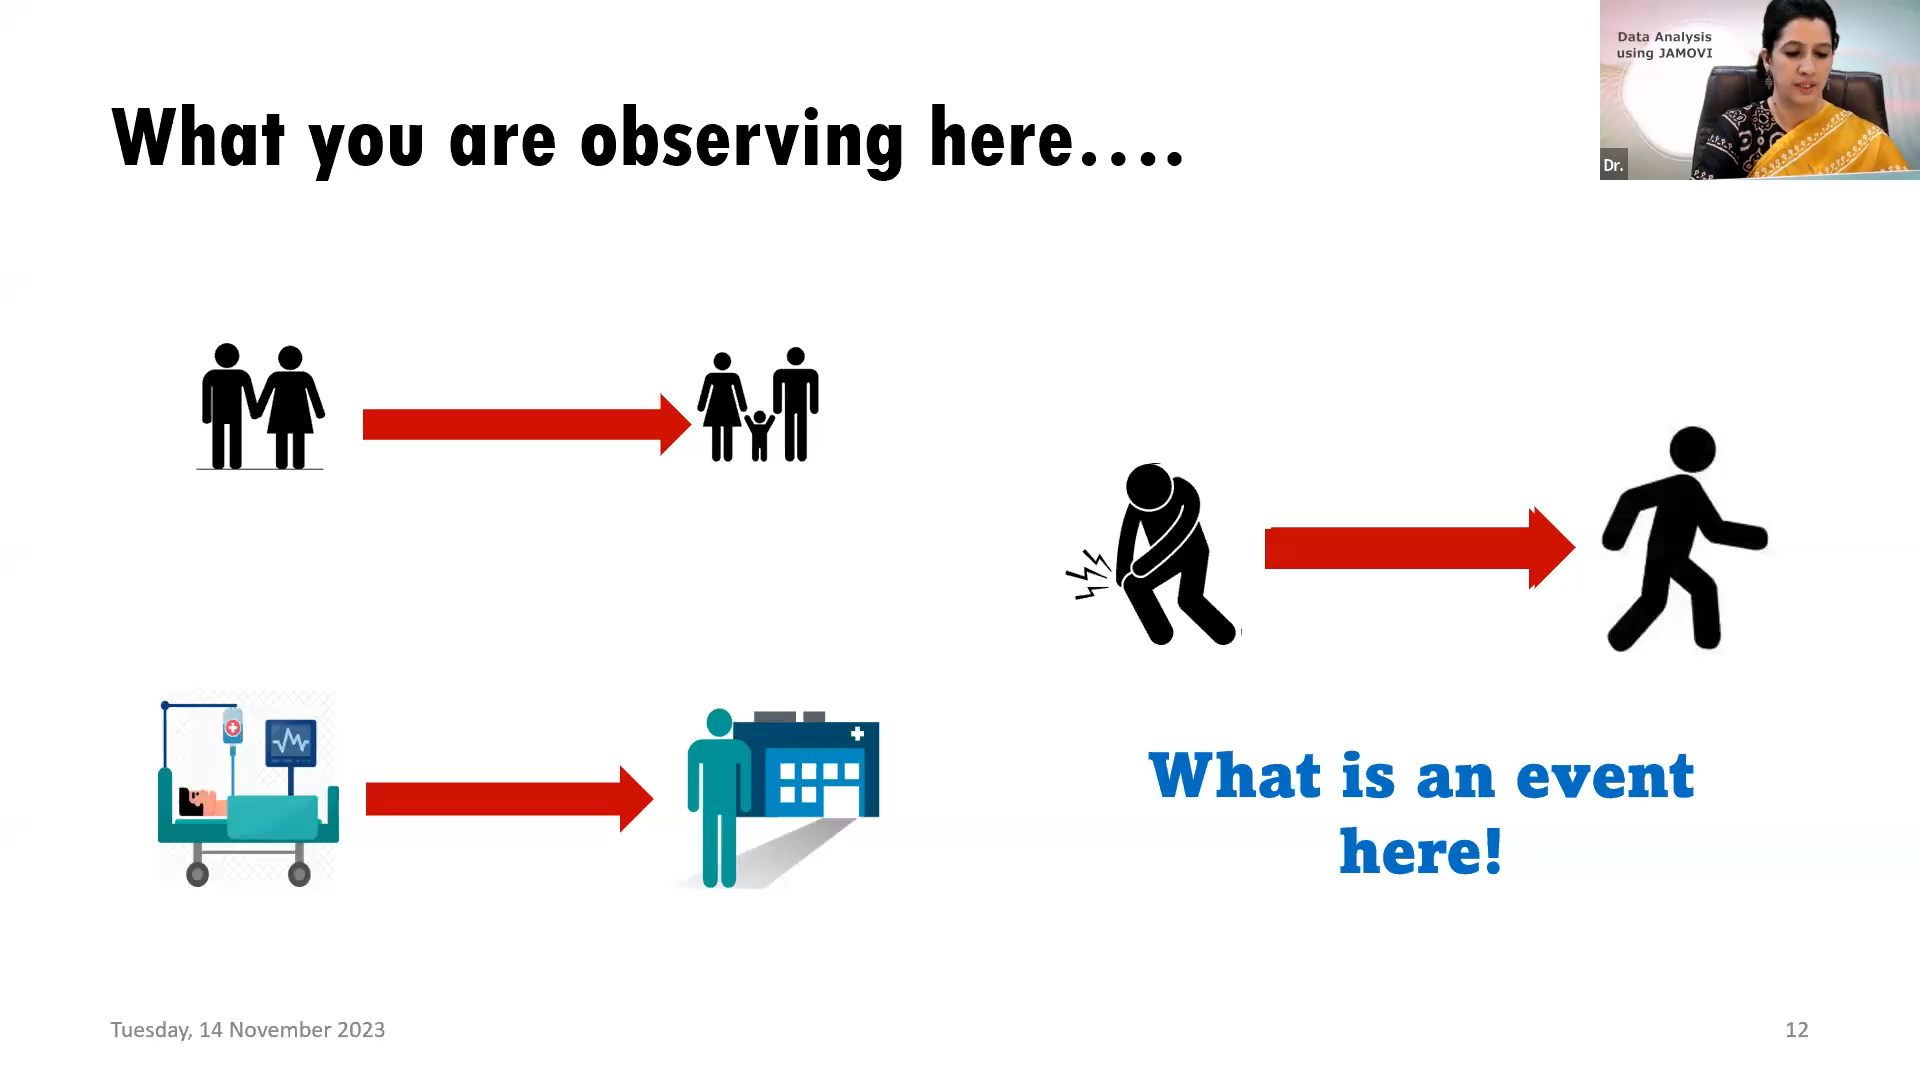 Data Analysis
using JAMOVI
Dr.
What you are observing here....
What is an event
here!
Tuesday, 14 November 2023
12